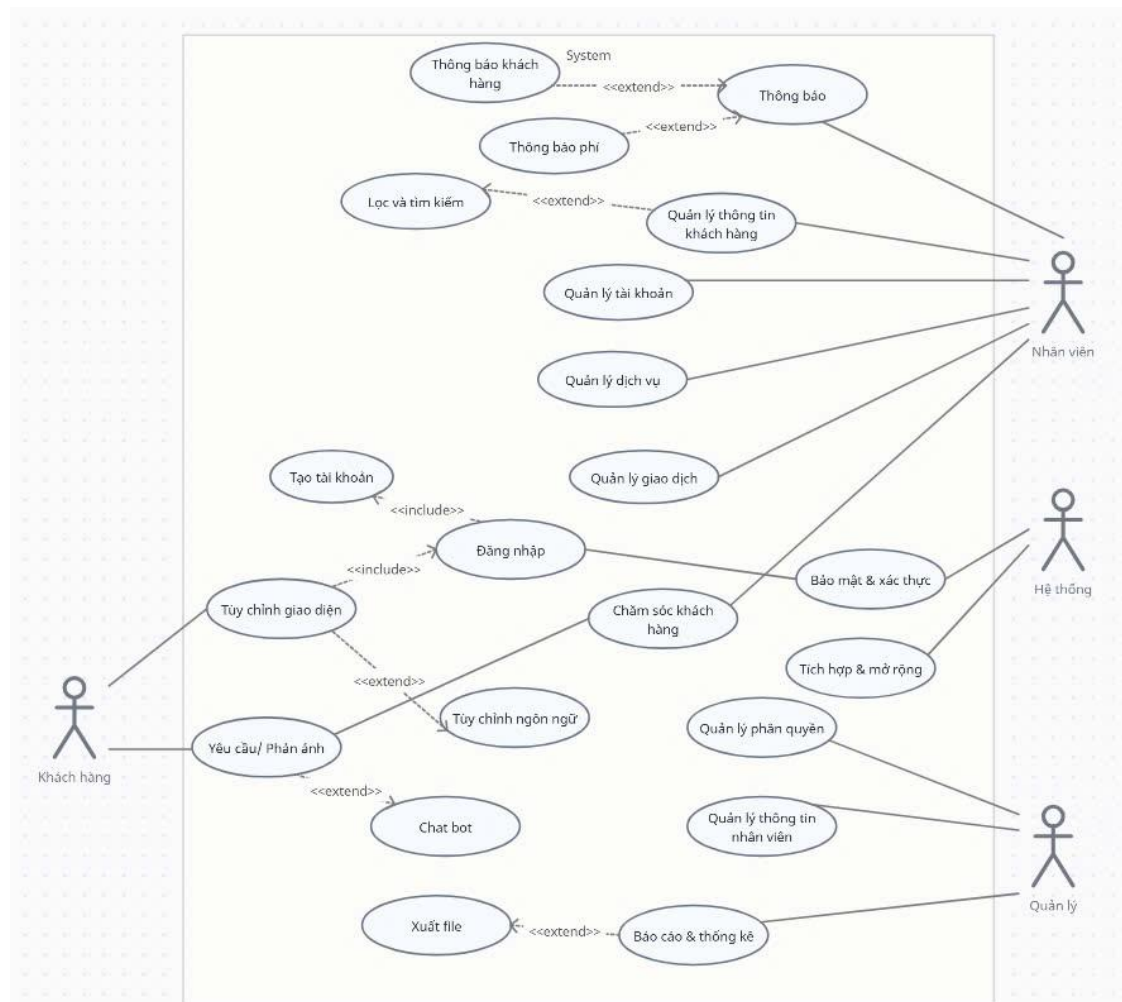 System
Thông báo khách
hàng
<<extend>>
Thông báo
<<extend>>
Thông báo phí
Lọc và tìm kiếm
<<extend>>
Quản lý thông tin
khách hàng
Quản lý tài khoản
Nhân viên
Quản lý dịch vụ
Tạo tài khoản
Quản lý giao dịch
<<include>>
Đăng nhập
<<include>>
Bảo mật & xác thực
Hệ thống
Tùy chỉnh giao diện
Chăm sóc khách
hàng
Tích hợp & mở rộng
<<extend>>
Tùy chỉnh ngôn ngữ
Quản lý phân quyền
Yêu cầu/ Phản ánh
Khách hàng
<<extend>>
Chat bot
Quản lý thông tin
nhân viên
Quản lý
Xuất file
<<extend>>
Báo cáo & thống kê